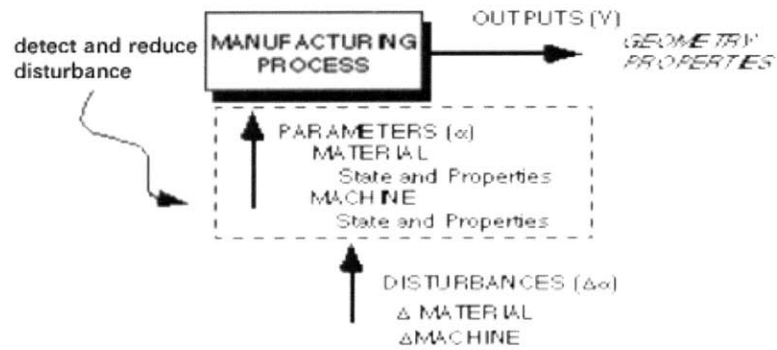 OUTPUTS (Y)
detect and reduce
disturbance
MANUFACTURING
PROCESS
GEOMETRY
PROPERTIES
PARAMETERS (α)
MATERIAL
State and Properties
MACHINE
State and Properties
DISTURBANCES (Δα)
Δ MATERIAL
ΔMACHINE